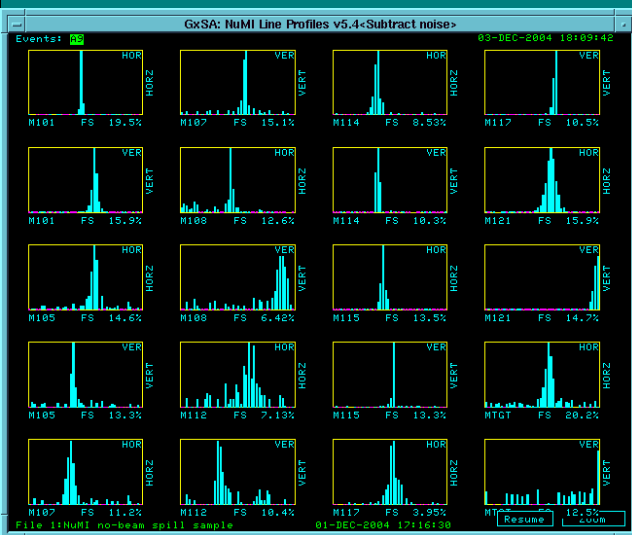 GxSA: NuMI Line Profiles v5.4<Subtract noise>
Events: A9 03-DEC-2004 18:09:42
HOR VER HOR VER
HORZ VERT HORZ VERT
M101 FS 19.5% M107 FS 15.1% M114 FS 8.53% M117 FS 10.5%
VER HOR VER HOR
VERT HORZ VERT HORZ
M101 FS 15.9% M108 FS 12.6% M114 FS 10.3% M121 FS 15.9%
HOR VER HOR VER
HORZ VERT HORZ VERT
M105 FS 14.6% M108 FS 6.42% M115 FS 13.5% M121 FS 14.7%
VER HOR VER HOR
VERT HORZ VERT HORZ
M105 FS 13.3% M112 FS 7.13% M115 FS 13.3% MTGT FS 20.2%
HOR VER HOR VER
HORZ VERT HORZ VERT
M107 FS 11.2% M112 FS 10.4% M117 FS 3.95% MTGT FS 12.5%
File 1:NuMI no-beam spill sample 01-DEC-2004 17:16:30 Resume Zoom